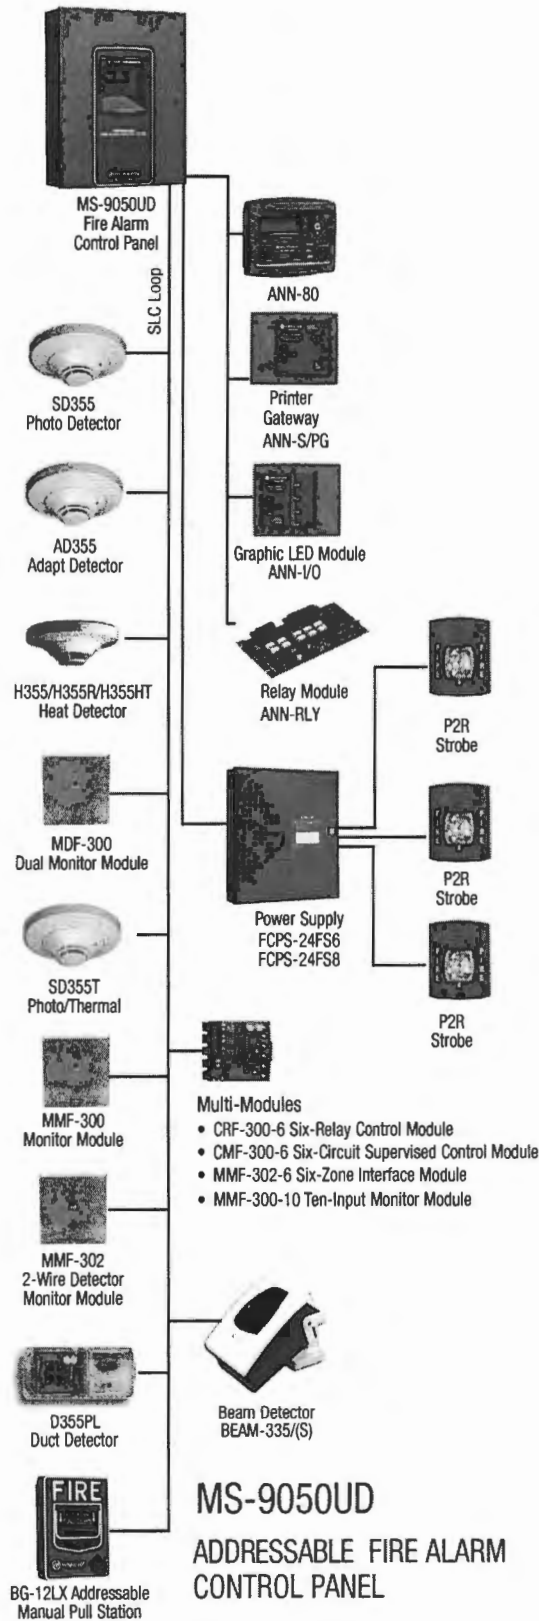 MS-9050UD
Fire Alarm
Control Panel
SLC Loop
ANN-80
SD355
Photo Detector
Printer
Gateway
ANN-S/PG
AD355
Adapt Detector
Graphic LED Module
ANN-I/O
H355/H355R/H355HT
Heat Detector
Relay Module
ANN-RLY
FIRE
P2R
Strobe
MDF-300
Dual Monitor Module
FIRE
P2R
Strobe
Power Supply
FCPS-24FS6
FCPS-24FS8
SD355T
Photo/Thermal
FIRE
P2R
Strobe
MMF-300
Monitor Module
Multi-Modules
• CRF-300-6 Six-Relay Control Module
• CMF-300-6 Six-Circuit Supervised Control Module
• MMF-302-6 Six-Zone Interface Module
• MMF-300-10 Ten-Input Monitor Module
MMF-302
2-Wire Detector
Monitor Module
D355PL
Duct Detector
Beam Detector
BEAM-335/(S)
FIRE
BG-12LX Addressable
Manual Pull Station
MS-9050UD
ADDRESSABLE FIRE ALARM
CONTROL PANEL